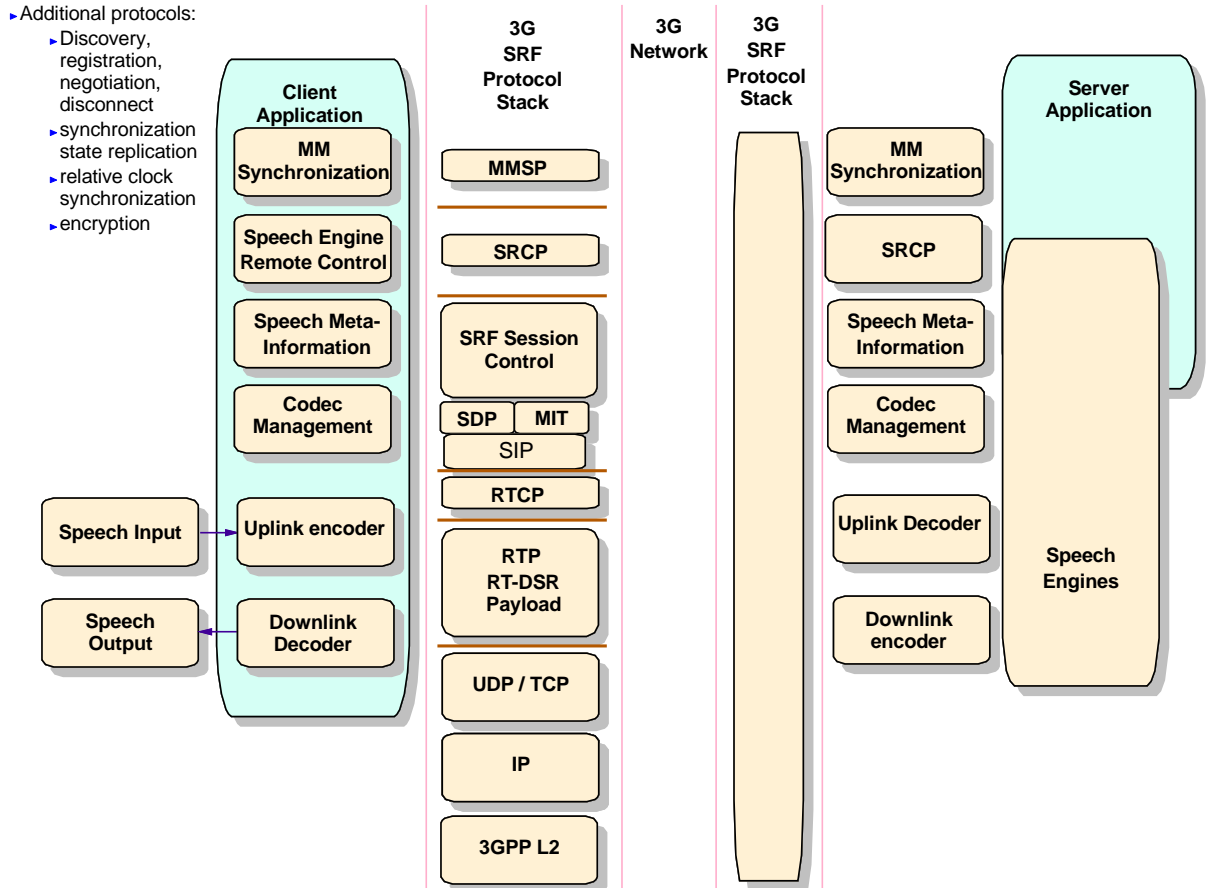 Additional protocols:
Discovery,
registration,
negotiation,
disconnect
synchronization
state replication
relative clock
synchronization
encryption
Client
Application
MM
Synchronization
Speech Engine
Remote Control
Speech Meta-
Information
Codec
Management
Speech Input
Uplink encoder
Speech
Output
Downlink
Decoder
3G
SRF
Protocol
Stack
MMSP
SRCP
SRF Session
Control
SDP
MIT
SIP
RTCP
RTP
RT-DSR
Payload
UDP / TCP
IP
3GPP L2
3G
Network
3G
SRF
Protocol
Stack
MM
Synchronization
SRCP
Speech Meta-
Information
Codec
Management
Uplink Decoder
Downlink
encoder
Server
Application
Speech
Engines